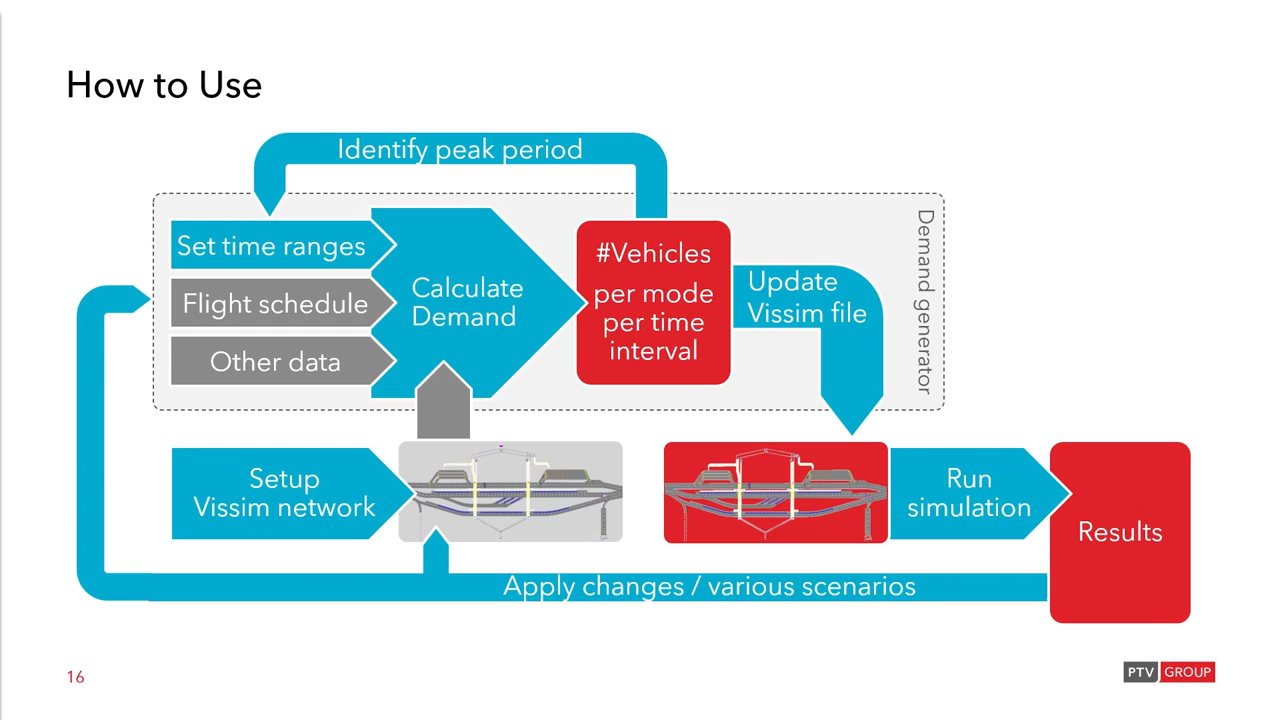 How to Use
Identify peak period
Set time ranges
Flight schedule
Other data
Calculate
Demand
#Vehicles
per mode
per time
interval
Update
Vissim file
Demand generator
Setup
Vissim network
Run
simulation
Results
Apply changes / various scenarios
16
PTV GROUP